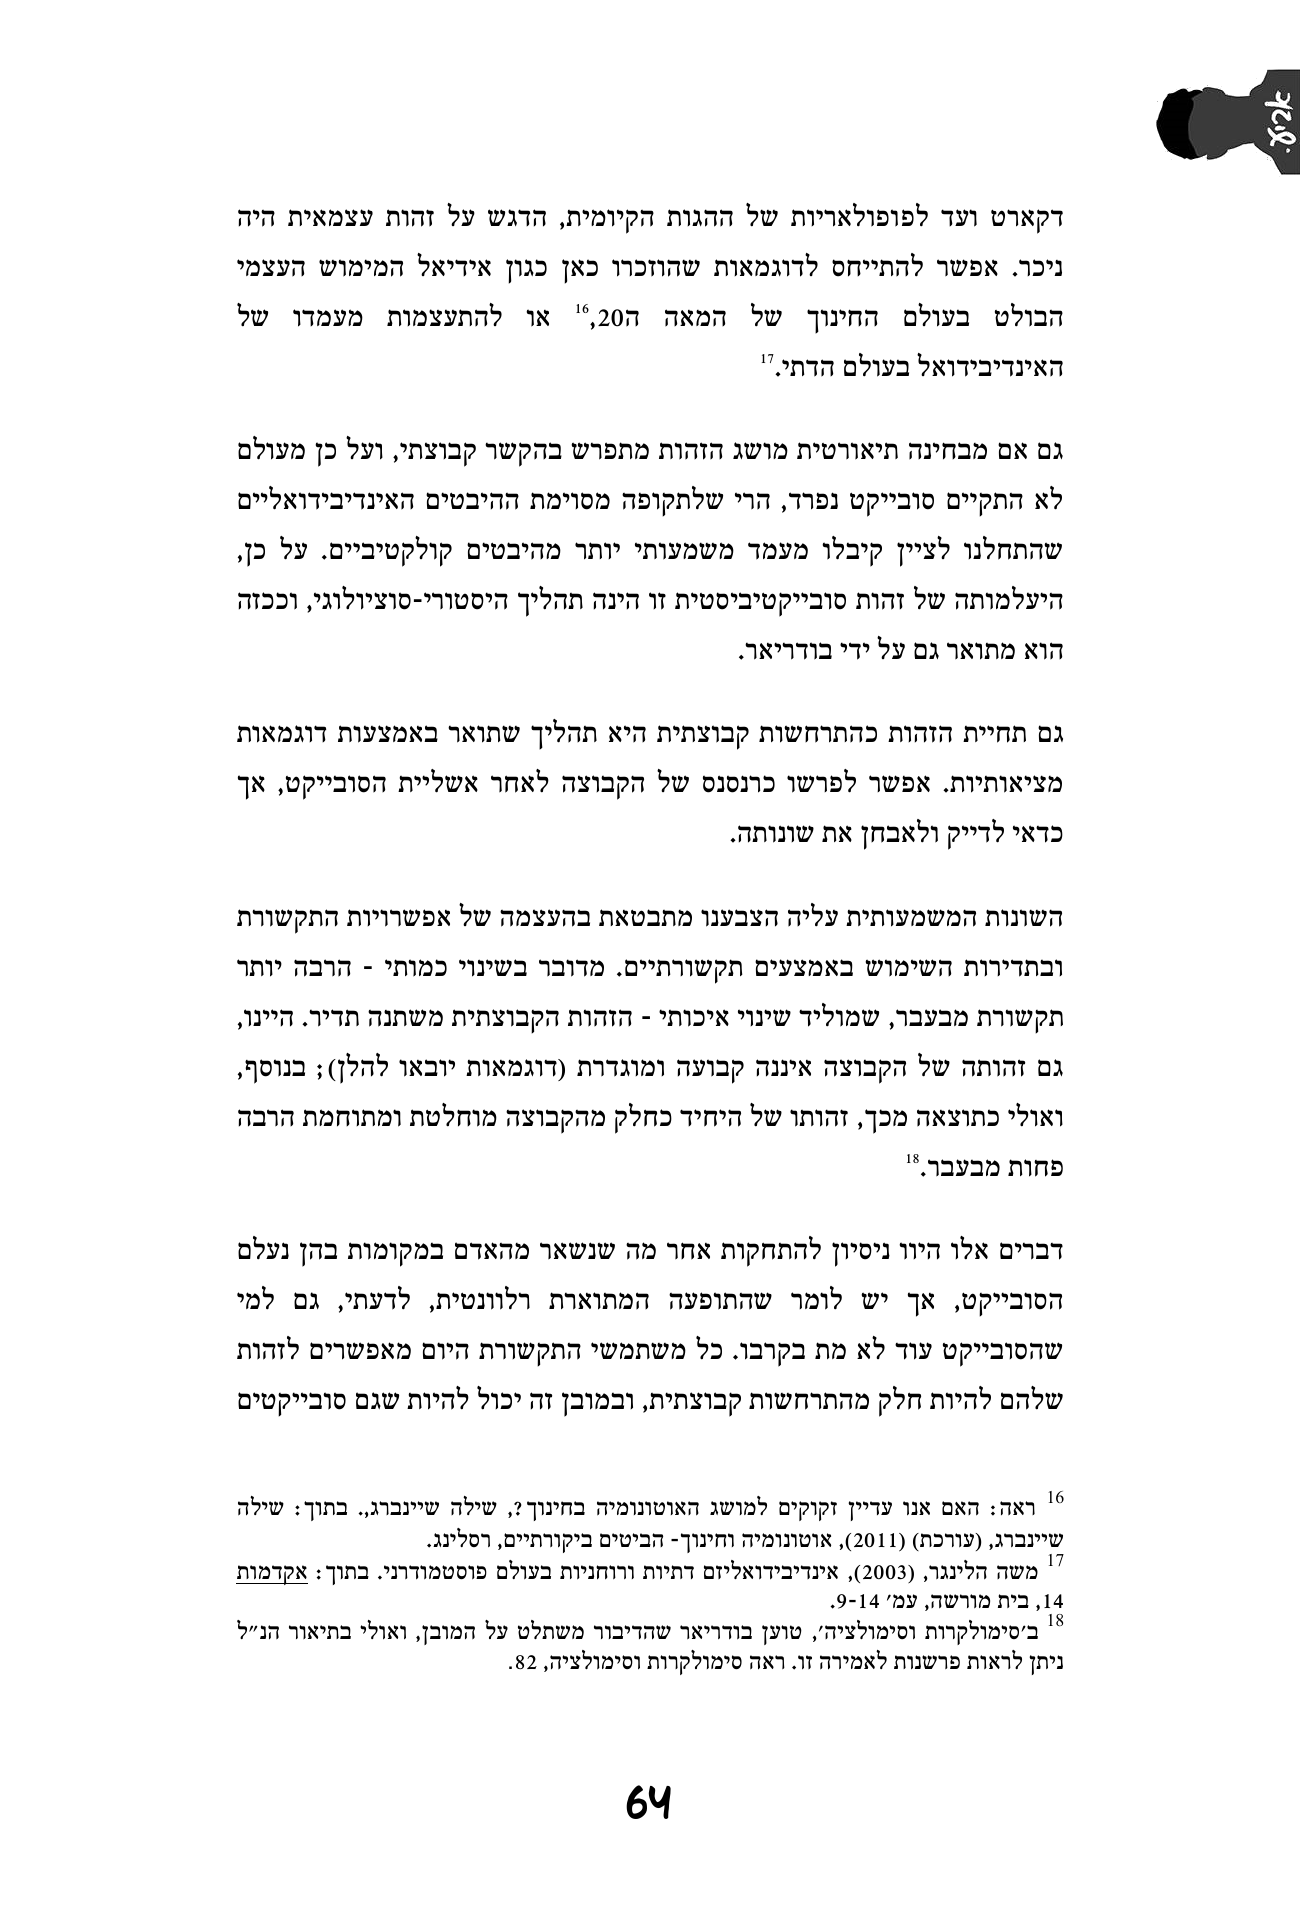 אביעד.
דקארט ועד לפופולאריות של ההגות הקיומית, הדגש על זהות עצמאית היה
ניכר. אפשר להתייחס לדוגמאות שהוזכרו כאן כגון אידיאל המימוש העצמי
הבולט בעולם החינוך של המאה ה20,16 או להתעצמות מעמדו של
האינדיבידואל בעולם הדתי.17
גם אם מבחינה תיאורטית מושג הזהות מתפרש בהקשר קבוצתי, ועל כן מעולם
לא התקיים סובייקט נפרד, הרי שלתקופה מסוימת ההיבטים האינדיבידואליים
שהתחלנו לציין קיבלו מעמד משמעותי יותר מהיבטים קולקטיביים. על כן,
היעלמותה של זהות סובייקטיביסטית זו הינה תהליך היסטורי-סוציולוגי, וככזה
הוא מתואר גם על ידי בודריאר.
גם תחיית הזהות כהתרחשות קבוצתית היא תהליך שתואר באמצעות דוגמאות
מציאותיות. אפשר לפרשו כרנסנס של הקבוצה לאחר אשליית הסובייקט, אך
כדאי לדייק ולאבחן את שונותה.
השונות המשמעותית עליה הצבענו מתבטאת בהעצמה של אפשרויות התקשורת
ובתדירות השימוש באמצעים תקשורתיים. מדובר בשינוי כמותי - הרבה יותר
תקשורת מבעבר, שמוליד שינוי איכותי - הזהות הקבוצתית משתנה תדיר. היינו,
גם זהותה של הקבוצה איננה קבועה ומוגדרת (דוגמאות יובאו להלן); בנוסף,
ואולי כתוצאה מכך, זהותו של היחיד כחלק מהקבוצה מוחלטת ומתוחמת הרבה
פחות מבעבר.18
דברים אלו היוו ניסיון להתחקות אחר מה שנשאר מהאדם במקומות בהן נעלם
הסובייקט, אך יש לומר שהתופעה המתוארת רלוונטית, לדעתי, גם למי
שהסובייקט עוד לא מת בקרבו. כל משתמשי התקשורת היום מאפשרים לזהות
שלהם להיות חלק מהתרחשות קבוצתית, ובמובן זה יכול להיות שגם סובייקטים
16 ראה: האם אנו עדיין זקוקים למושג האוטונומיה בחינוך?, שילה שיינברג,. בתוך: שילה
שיינברג, (עורכת) (2011), אוטונומיה וחינוך- הביטים ביקורתיים, רסלינג.
17 משה הלינגר, (2003), אינדיבידואליזם דתיות ורוחניות בעולם פוסטמודרני. בתוך: אקדמות
14, בית מורשה, עמ' 9-14.
18 ב'סימולקרות וסימולציה', טוען בודריאר שהדיבור משתלט על המובן, ואולי בתיאור הנ"ל
ניתן לראות פרשנות לאמירה זו. ראה סימולקרות וסימולציה, 82.
64